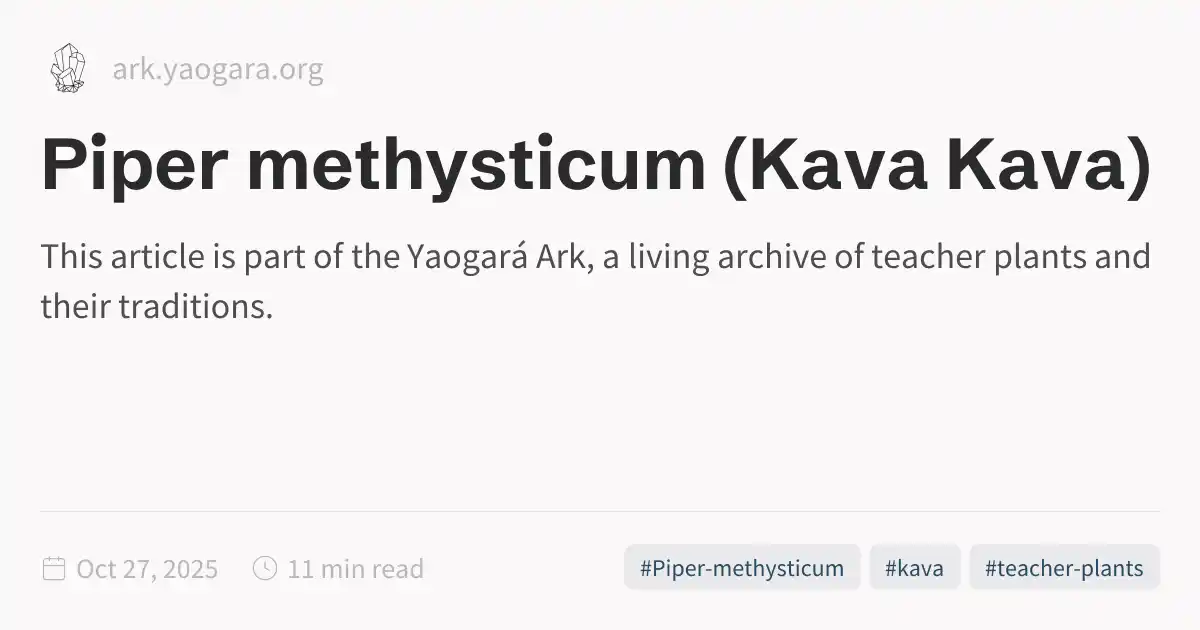 ark.yaogara.org
Piper methysticum (Kava Kava)
This article is part of the Yaogará Ark, a living archive of teacher plants and
their traditions.
Oct 27, 2025 11 min read #Piper-methysticum #kava #teacher-plants